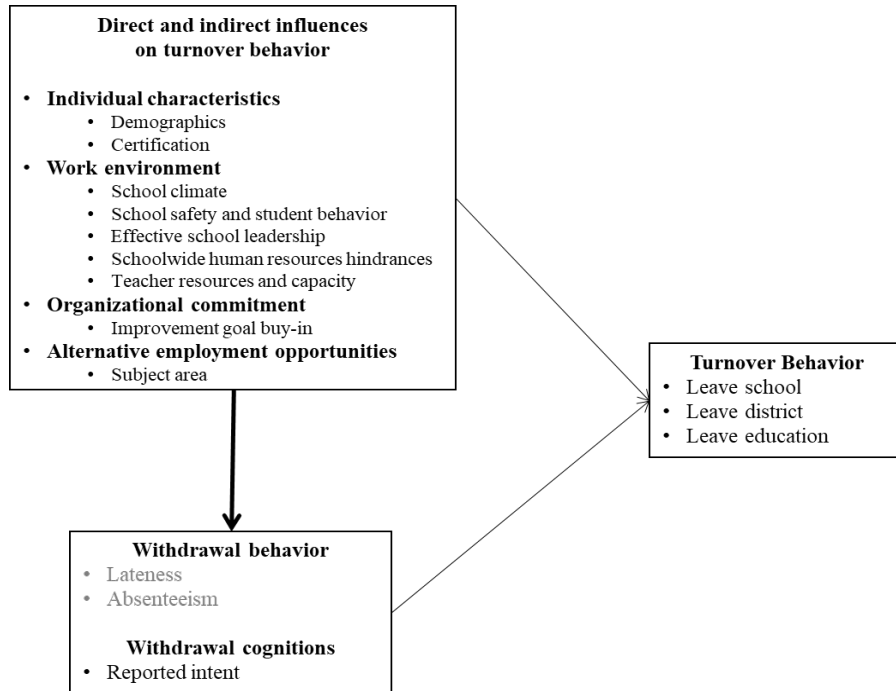 Direct and indirect influences
on turnover behavior
• Individual characteristics
• Demographics
• Certification
• Work environment
• School climate
• School safety and student behavior
• Effective school leadership
• Schoolwide human resources hindrances
• Teacher resources and capacity
• Organizational commitment
• Improvement goal buy-in
• Alternative employment opportunities
• Subject area
Turnover Behavior
• Leave school
• Leave district
• Leave education
Withdrawal behavior
• Lateness
• Absenteeism
Withdrawal cognitions
• Reported intent